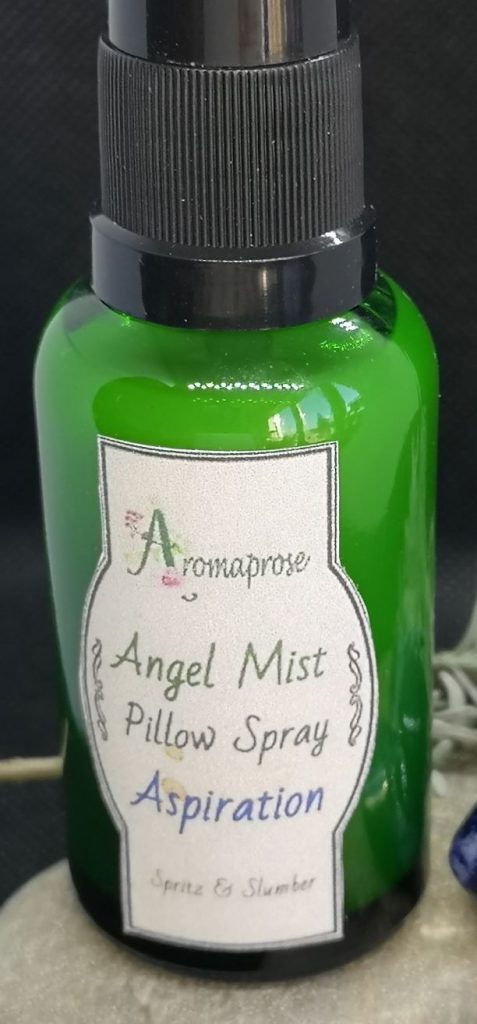 Aromaprose
Angel Mist
Pillow Spray
Aspiration
Spritz & Slumber